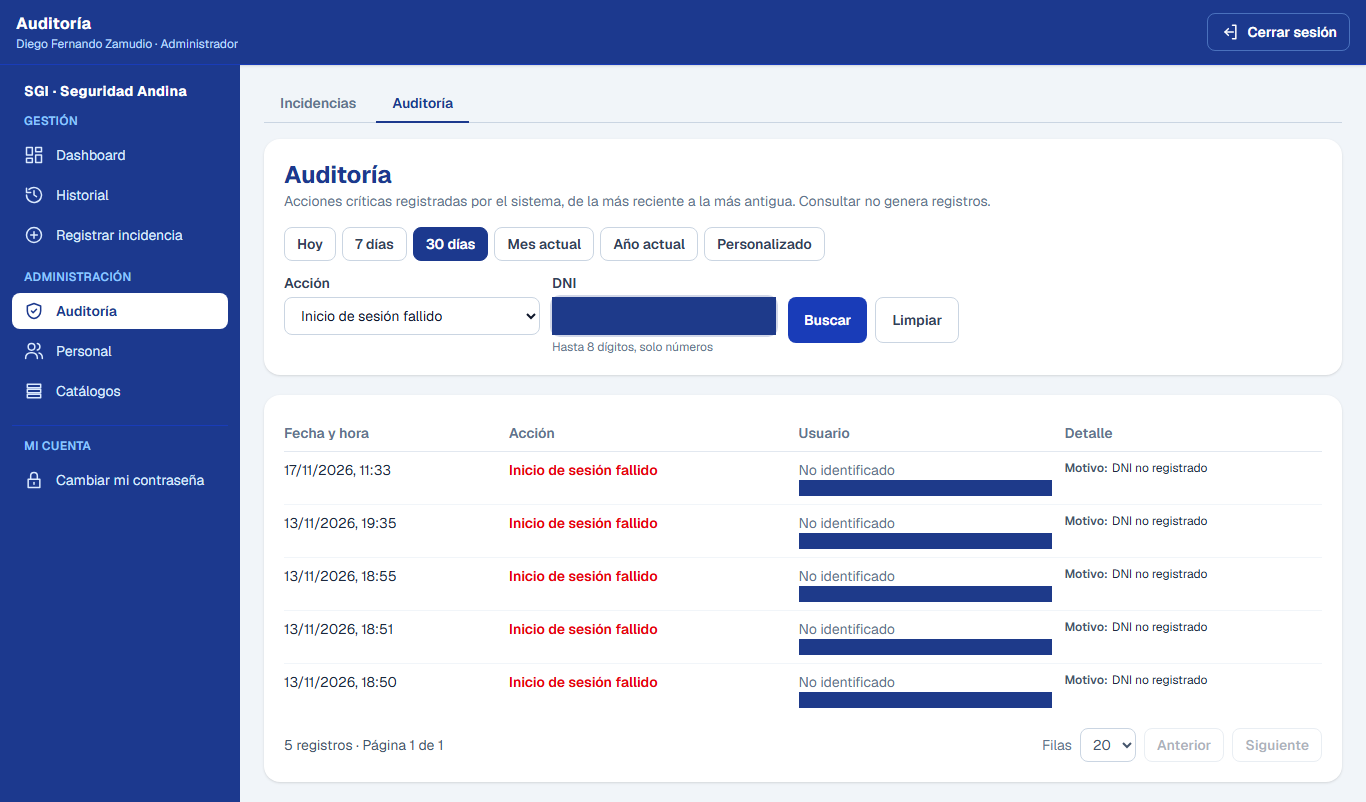 Auditoría
Diego Fernando Zamudio · Administrador
Cerrar sesión
SGI · Seguridad Andina
GESTIÓN
Dashboard
Historial
Registrar incidencia
ADMINISTRACIÓN
Auditoría
Personal
Catálogos
MI CUENTA
Cambiar mi contraseña
Incidencias Auditoría
Auditoría
Acciones críticas registradas por el sistema, de la más reciente a la más antigua. Consultar no genera registros.
Hoy 7 días 30 días Mes actual Año actual Personalizado
Acción DNI
Inicio de sesión fallido Buscar Limpiar
Hasta 8 dígitos, solo números
Fecha y hora Acción Usuario Detalle
17/11/2026, 11:33 Inicio de sesión fallido No identificado Motivo: DNI no registrado
13/11/2026, 19:35 Inicio de sesión fallido No identificado Motivo: DNI no registrado
13/11/2026, 18:55 Inicio de sesión fallido No identificado Motivo: DNI no registrado
13/11/2026, 18:51 Inicio de sesión fallido No identificado Motivo: DNI no registrado
13/11/2026, 18:50 Inicio de sesión fallido No identificado Motivo: DNI no registrado
5 registros · Página 1 de 1 Filas 20 Anterior Siguiente